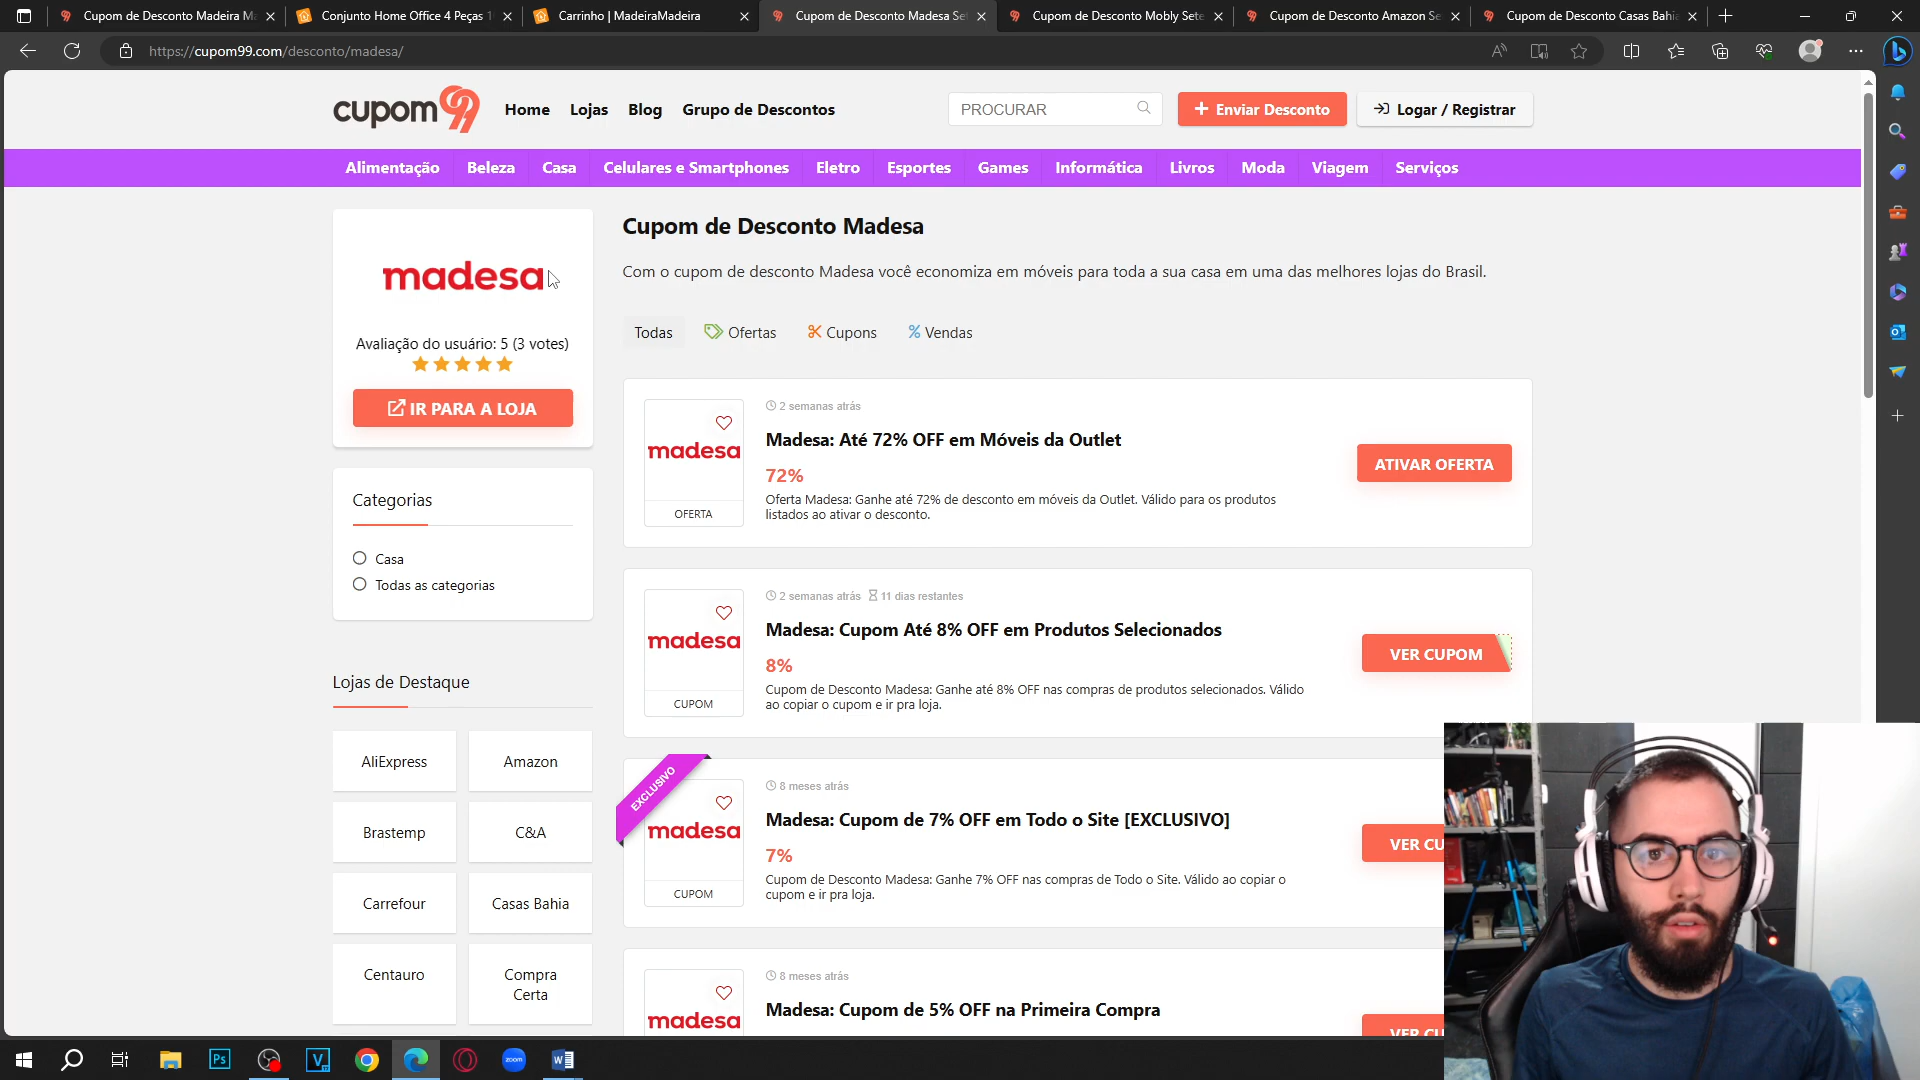 Cupom de Desconto Madeira Ma
Conjunto Home Office 4 Peças 1
Carrinho | MadeiraMadeira
Cupom de Desconto Madesa Set
Cupom de Desconto Mobly Sete
Cupom de Desconto Amazon Se
Cupom de Desconto Casas Bahi
https://cupom99.com/desconto/madesa/
cupom99
Home
Lojas
Blog
Grupo de Descontos
PROCURAR
+ Enviar Desconto
Logar / Registrar
Alimentação
Beleza
Casa
Celulares e Smartphones
Eletro
Esportes
Games
Informática
Livros
Moda
Viagem
Serviços
madesa
Avaliação do usuário: 5 (3 votes)
IR PARA A LOJA
Categorias
Casa
Todas as categorias
Lojas de Destaque
AliExpress
Amazon
Brastemp
C&A
Carrefour
Casas Bahia
Centauro
Compra
Certa
Cupom de Desconto Madesa
Com o cupom de desconto Madesa você economiza em móveis para toda a sua casa em uma das melhores lojas do Brasil.
Todas
Ofertas
Cupons
% Vendas
madesa
OFERTA
2 semanas atrás
Madesa: Até 72% OFF em Móveis da Outlet
72%
Oferta Madesa: Ganhe até 72% de desconto em móveis da Outlet. Válido para os produtos
listados ao ativar o desconto.
ATIVAR OFERTA
madesa
CUPOM
2 semanas atrás
11 dias restantes
Madesa: Cupom Até 8% OFF em Produtos Selecionados
8%
Cupom de Desconto Madesa: Ganhe até 8% OFF nas compras de produtos selecionados. Válido
ao copiar o cupom e ir pra loja.
VER CUPOM
EXCLUSIVO
madesa
CUPOM
8 meses atrás
Madesa: Cupom de 7% OFF em Todo o Site [EXCLUSIVO]
7%
Cupom de Desconto Madesa: Ganhe 7% OFF nas compras de Todo o Site. Válido ao copiar o
cupom e ir pra loja.
VER CU
madesa
8 meses atrás
Madesa: Cupom de 5% OFF na Primeira Compra
VER CU
Ps
V
zoom
W